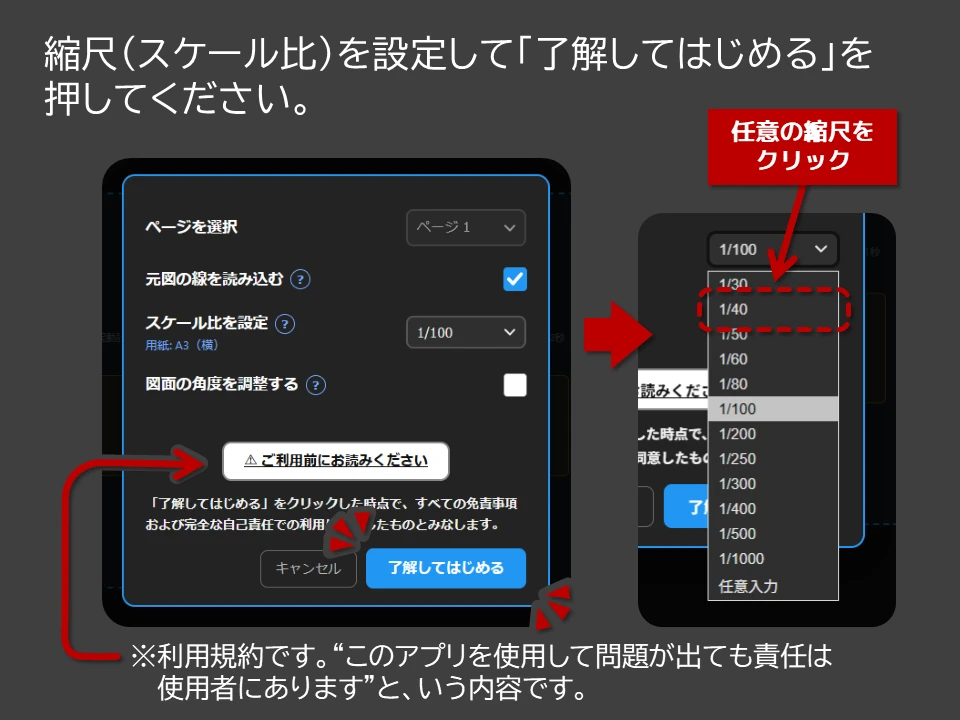 縮尺（スケール比）を設定して「了解してはじめる」を
押してください。
任意の縮尺を
クリック
ページを選択
ページ 1
元図の線を読み込む ?
スケール比を設定 ?
1/100
用紙: A3（横）
図面の角度を調整する ?
⚠ ご利用前にお読みください
「了解してはじめる」をクリックした時点で、すべての免責事項
および完全な自己責任での利用に したものとみなします。
キャンセル
了解してはじめる
1/100
1/30
1/40
1/50
1/60
1/80
1/100
1/200
1/250
1/300
1/400
1/500
1/1000
任意入力
お読みくださ
した時点で、
同意したもの
了解
※利用規約です。“このアプリを使用して問題が出ても責任は
使用者にあります”と、いう内容です。